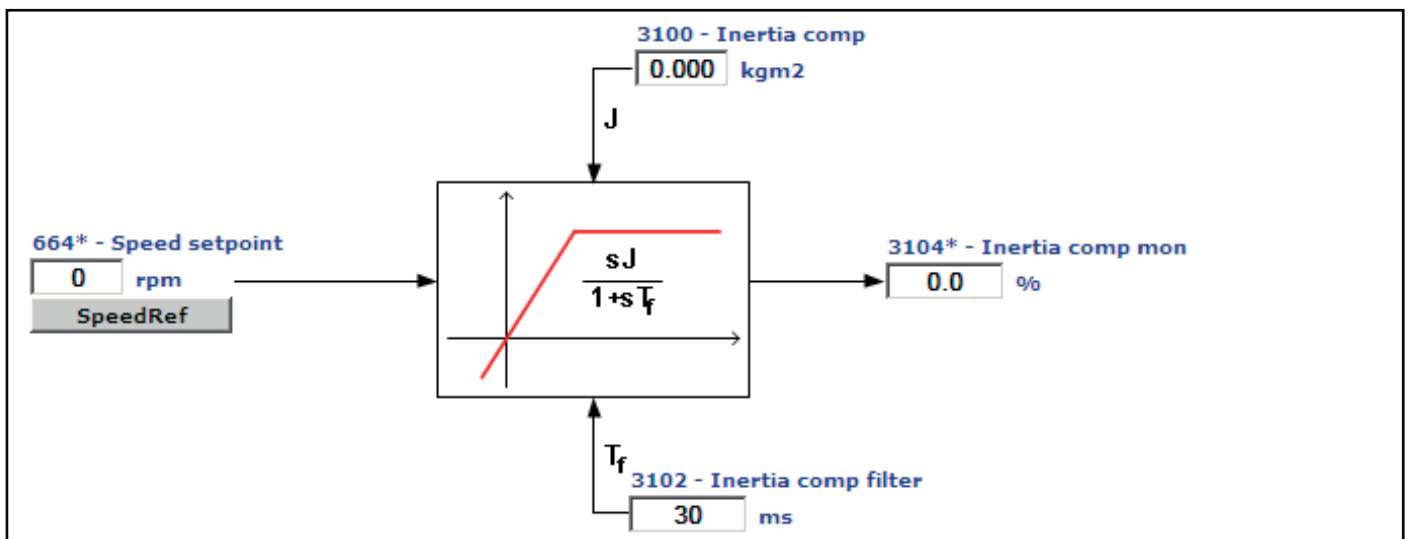 3100 - Inertia comp
0.000 kgm2
J
664* - Speed setpoint
0 rpm
SpeedRef
sJ
1+sTf
3104* - Inertia comp mon
0.0 %
Tf
3102 - Inertia comp filter
30 ms